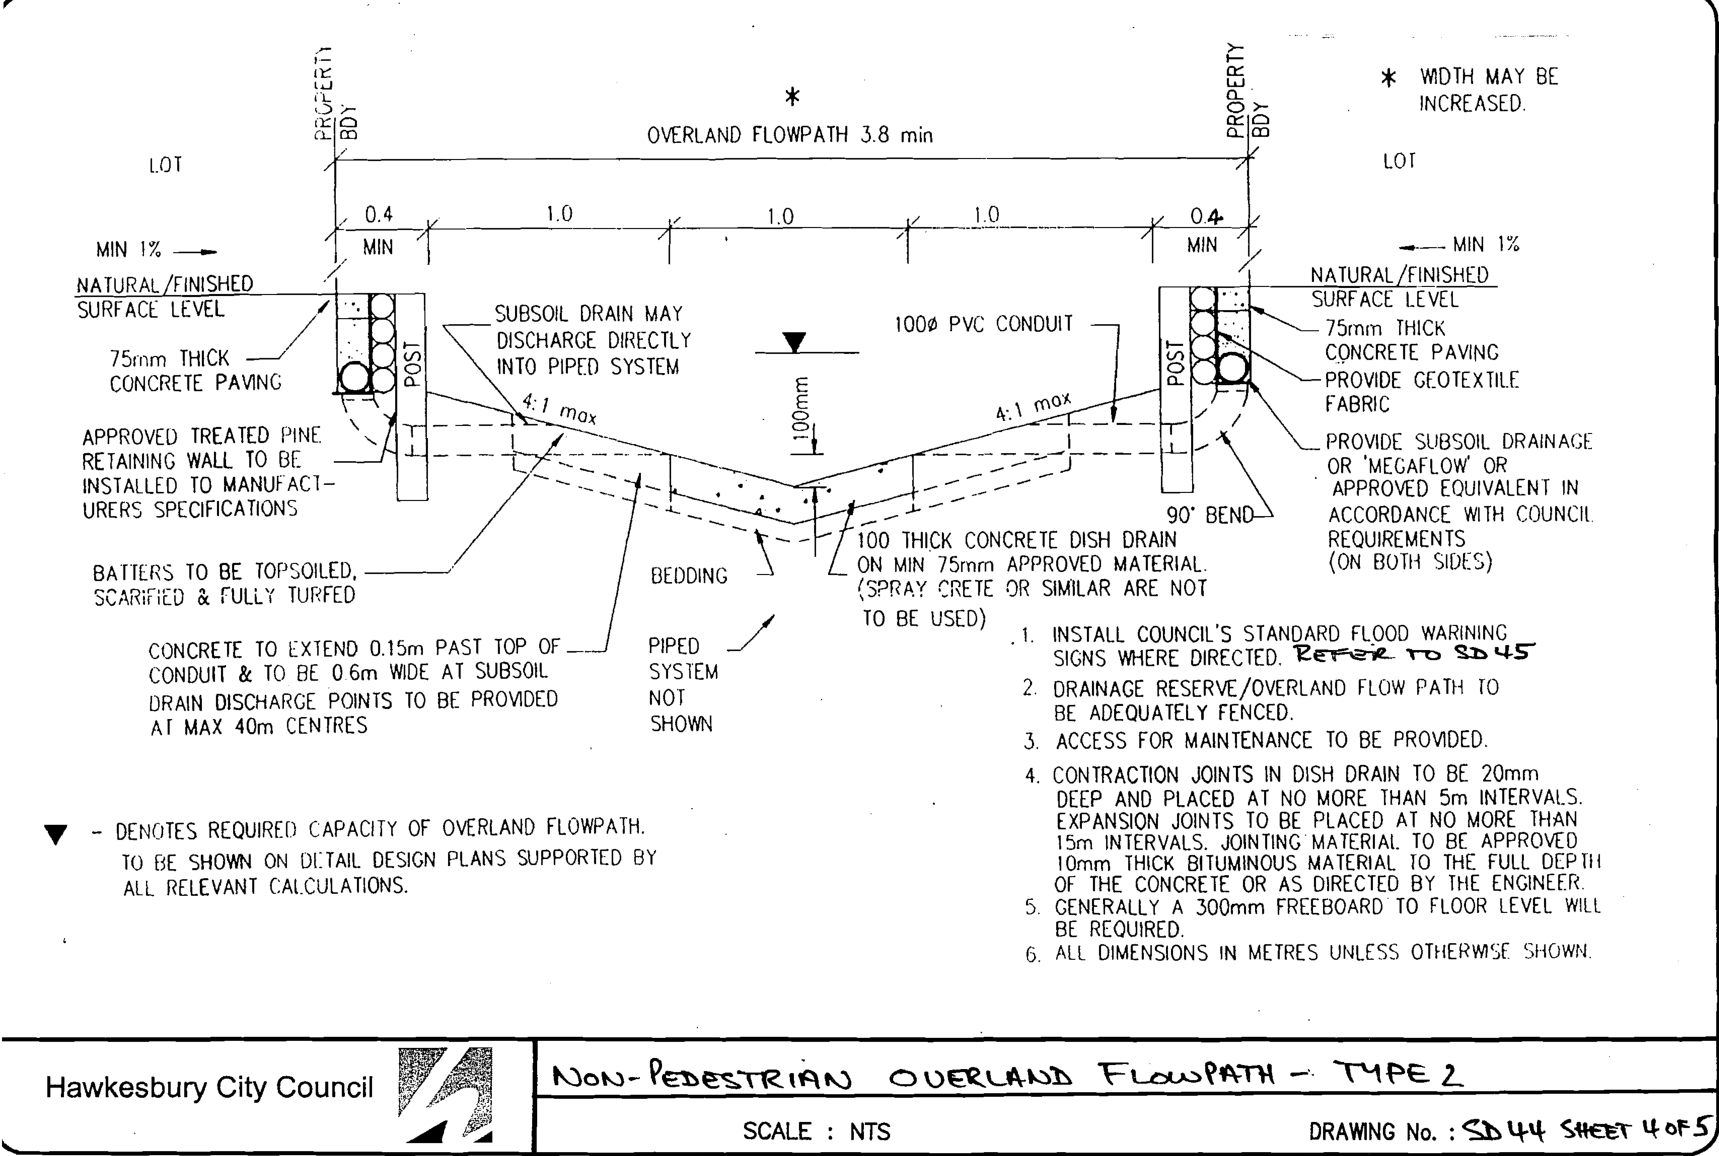 PROPERTY
BDY
PROPERTY
BDY
* WIDTH MAY BE
INCREASED.
*
OVERLAND FLOWPATH 3.8 min
LOT
LOT
0.4
MIN
1.0
1.0
1.0
0.4
MIN
MIN 1%
MIN 1%
NATURAL/FINISHED
SURFACE LEVEL
75mm THICK
CONCRETE PAVING
APPROVED TREATED PINE
RETAINING WALL TO BE
INSTALLED TO MANUFACT-
URERS SPECIFICATIONS
BATTERS TO BE TOPSOILED,
SCARIFIED & FULLY TURFED
CONCRETE TO EXTEND 0.15m PAST TOP OF
CONDUIT & TO BE 0.6m WIDE AT SUBSOIL
DRAIN DISCHARGE POINTS TO BE PROVIDED
AT MAX 40m CENTRES
POST
SUBSOIL DRAIN MAY
DISCHARGE DIRECTLY
INTO PIPED SYSTEM
4:1 max
100mm
100ø PVC CONDUIT
4:1 max
POST
NATURAL/FINISHED
SURFACE LEVEL
75mm THICK
CONCRETE PAVING
PROVIDE GEOTEXTILE
FABRIC
PROVIDE SUBSOIL DRAINAGE
OR 'MEGAFLOW' OR
APPROVED EQUIVALENT IN
ACCORDANCE WITH COUNCIL
REQUIREMENTS
(ON BOTH SIDES)
90° BEND
BEDDING
100 THICK CONCRETE DISH DRAIN
ON MIN 75mm APPROVED MATERIAL.
(SPRAY CRETE OR SIMILAR ARE NOT
TO BE USED)
PIPED
SYSTEM
NOT
SHOWN
1. INSTALL COUNCIL'S STANDARD FLOOD WARINING
SIGNS WHERE DIRECTED. REFER TO SD45
2. DRAINAGE RESERVE/OVERLAND FLOW PATH TO
BE ADEQUATELY FENCED.
3. ACCESS FOR MAINTENANCE TO BE PROVIDED.
4. CONTRACTION JOINTS IN DISH DRAIN TO BE 20mm
DEEP AND PLACED AT NO MORE THAN 5m INTERVALS.
EXPANSION JOINTS TO BE PLACED AT NO MORE THAN
15m INTERVALS. JOINTING MATERIAL TO BE APPROVED
10mm THICK BITUMINOUS MATERIAL TO THE FULL DEPTH
OF THE CONCRETE OR AS DIRECTED BY THE ENGINEER.
5. GENERALLY A 300mm FREEBOARD TO FLOOR LEVEL WILL
BE REQUIRED.
6. ALL DIMENSIONS IN METRES UNLESS OTHERWISE SHOWN.
▼ - DENOTES REQUIRED CAPACITY OF OVERLAND FLOWPATH.
TO BE SHOWN ON DETAIL DESIGN PLANS SUPPORTED BY
ALL RELEVANT CALCULATIONS.
Hawkesbury City Council
NON-PEDESTRIAN OVERLAND FLOWPATH - TYPE 2
SCALE : NTS
DRAWING No. : SD44 SHEET 4 OF 5